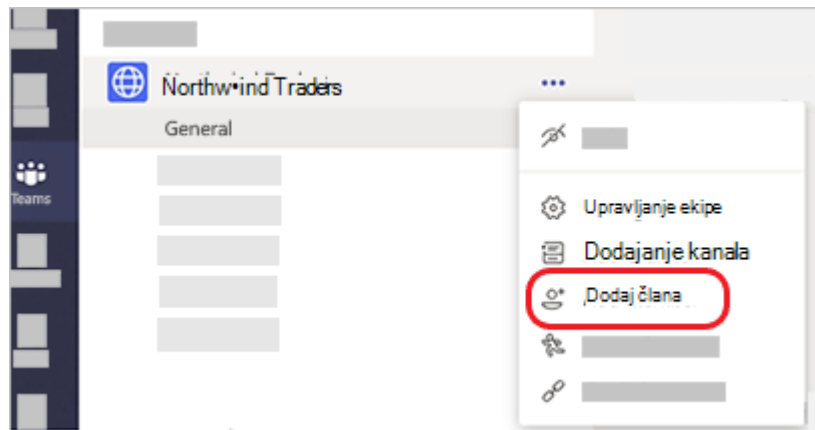 Northwind Traders
General
Teams
Upravljanje ekipe
Dodajanje kanala
Dodaj člana